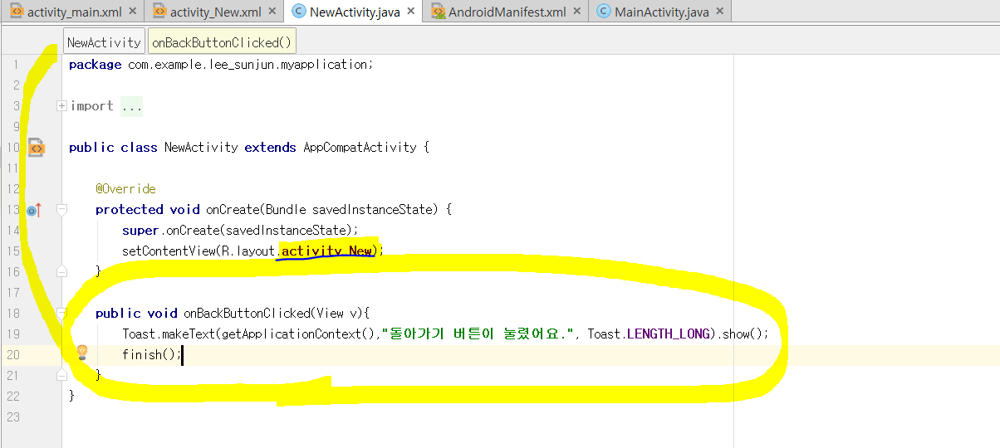 activity_main.xml × activity_New.xml × NewActivity.java × AndroidManifest.xml × MainActivity.java ×
NewActivity onBackButtonClicked()
1 package com.example.lee_sunjun.myapplication;
2
3 import ...
9
10 public class NewActivity extends AppCompatActivity {
11
12 @Override
13 protected void onCreate(Bundle savedInstanceState) {
14 super.onCreate(savedInstanceState);
15 setContentView(R.layout.activity_New);
16 }
17
18 public void onBackButtonClicked(View v){
19 Toast.makeText(getApplicationContext(),"돌아가기 버튼이 눌렸어요.", Toast.LENGTH_LONG).show();
20 finish();
21 }
22 }
23